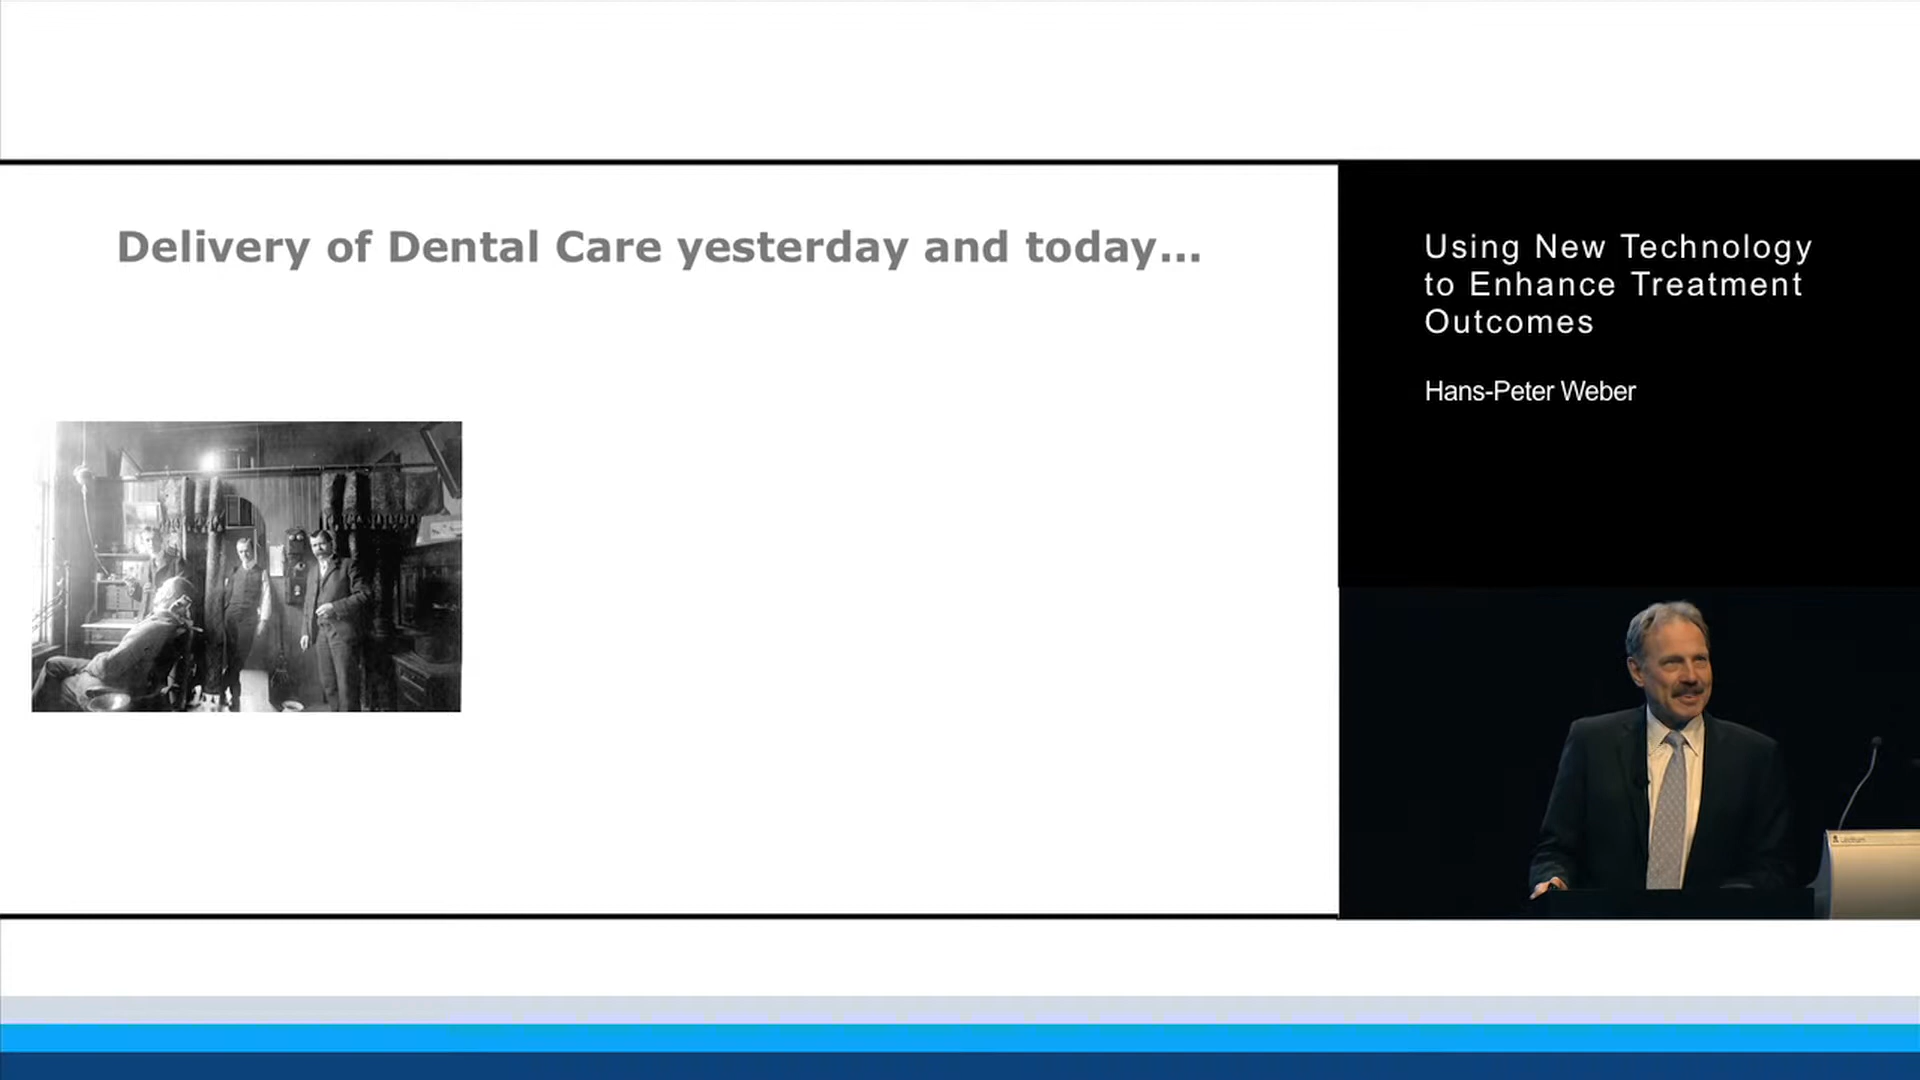 Delivery of Dental Care yesterday and today...
Using New Technology
to Enhance Treatment
Outcomes
Hans-Peter Weber